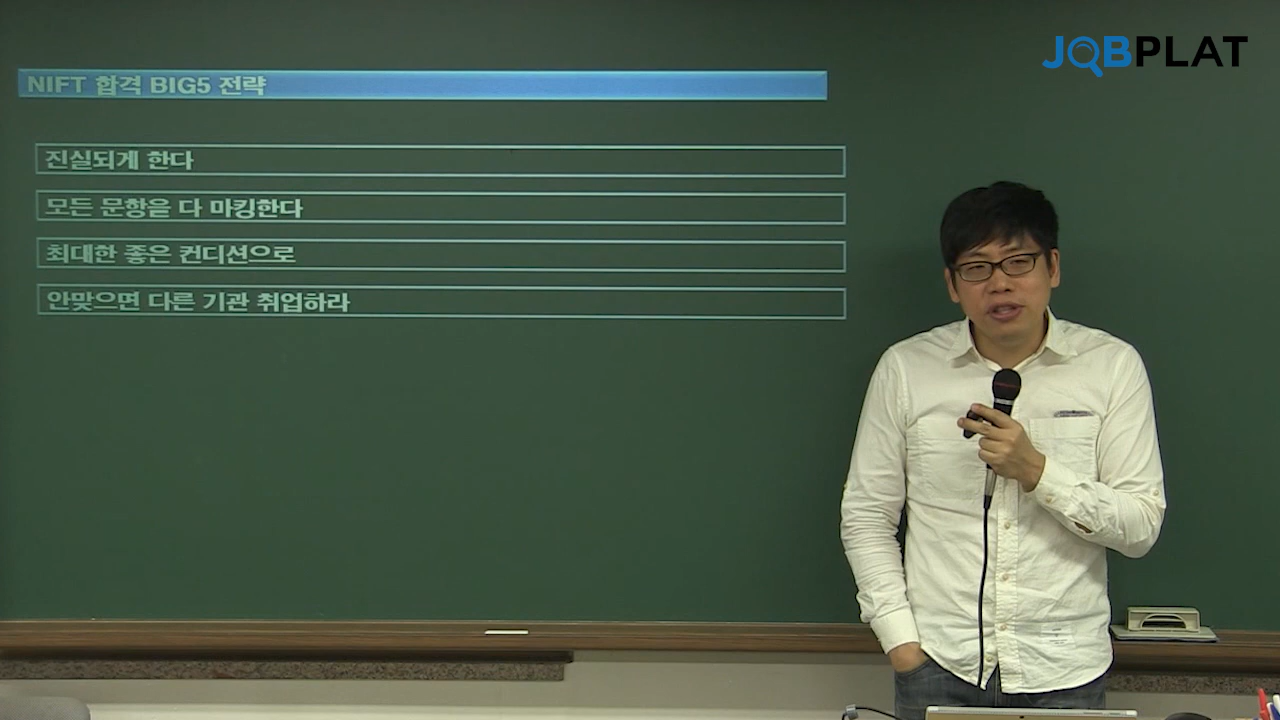 JOBPLAT
NIFT 합격 BIG5 전략
진실되게 한다
모든 문항을 다 마킹한다
최대한 좋은 컨디션으로
안맞으면 다른 기관 취업하라